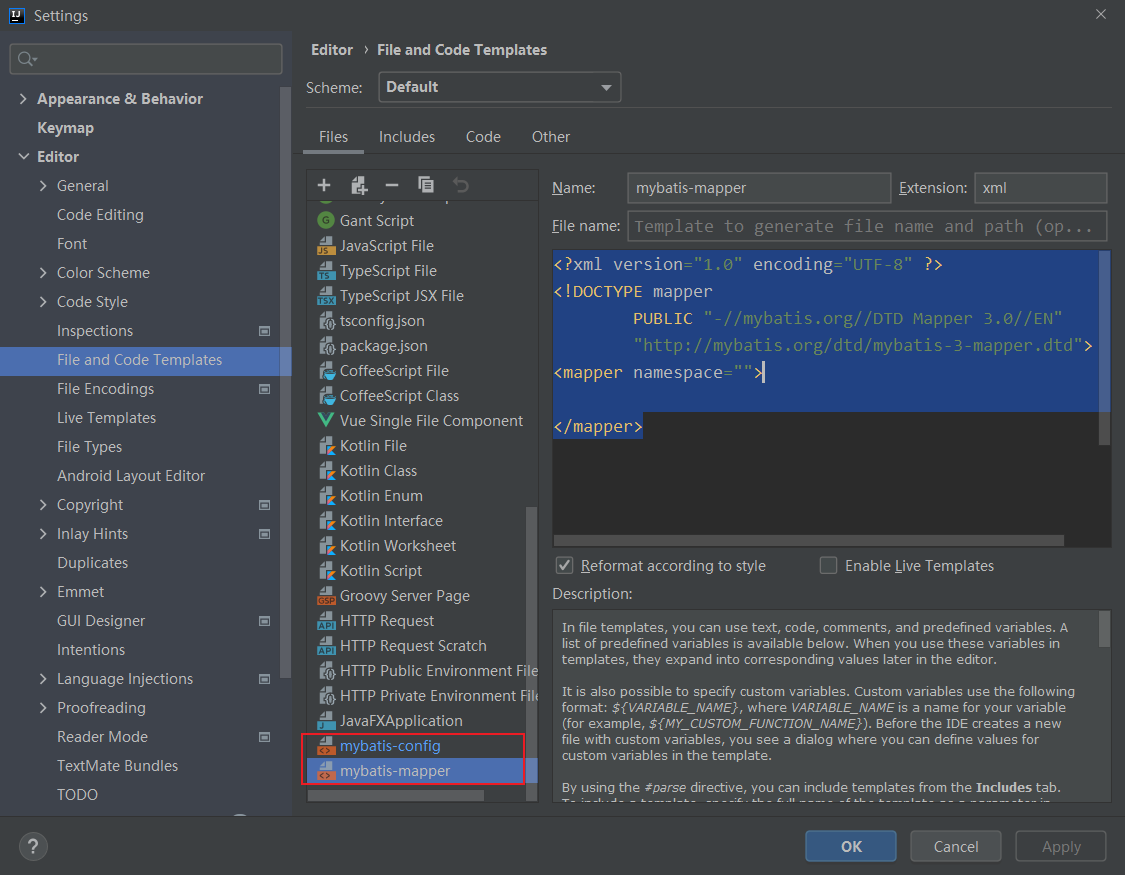 Settings
Appearance & Behavior
Keymap
Editor
General
Code Editing
Font
Color Scheme
Code Style
Inspections
File and Code Templates
File Encodings
Live Templates
File Types
Android Layout Editor
Copyright
Inlay Hints
Duplicates
Emmet
GUI Designer
Intentions
Language Injections
Proofreading
Reader Mode
TextMate Bundles
TODO
Editor › File and Code Templates
Scheme: Default
Files Includes Code Other
Gant Script
JavaScript File
TypeScript File
TypeScript JSX File
tsconfig.json
package.json
CoffeeScript File
CoffeeScript Class
Vue Single File Component
Kotlin File
Kotlin Class
Kotlin Enum
Kotlin Interface
Kotlin Worksheet
Kotlin Script
Groovy Server Page
HTTP Request
HTTP Request Scratch
HTTP Public Environment File
HTTP Private Environment File
JavaFXApplication
mybatis-config
mybatis-mapper
Name: mybatis-mapper Extension: xml
File name: Template to generate file name and path (op...
<?xml version="1.0" encoding="UTF-8" ?>
<!DOCTYPE mapper
PUBLIC "-//mybatis.org//DTD Mapper 3.0//EN"
"http://mybatis.org/dtd/mybatis-3-mapper.dtd">
<mapper namespace="">
</mapper>
Reformat according to style Enable Live Templates
Description:
In file templates, you can use text, code, comments, and predefined variables. A
list of predefined variables is available below. When you use these variables in
templates, they expand into corresponding values later in the editor.
It is also possible to specify custom variables. Custom variables use the following
format: ${VARIABLE_NAME}, where VARIABLE_NAME is a name for your variable
(for example, ${MY_CUSTOM_FUNCTION_NAME}). Before the IDE creates a new
file with custom variables, you see a dialog where you can define values for
custom variables in the template.
By using the #parse directive, you can include templates from the Includes tab.
? OK Cancel Apply